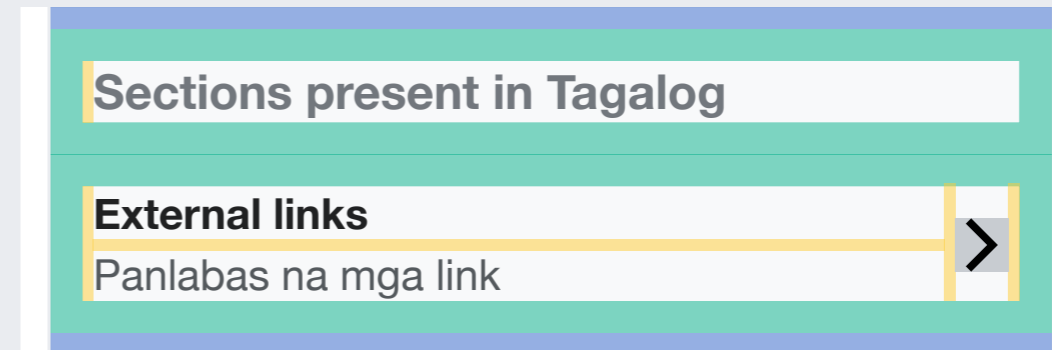 Sections present in Tagalog
External links
Panlabas na mga link